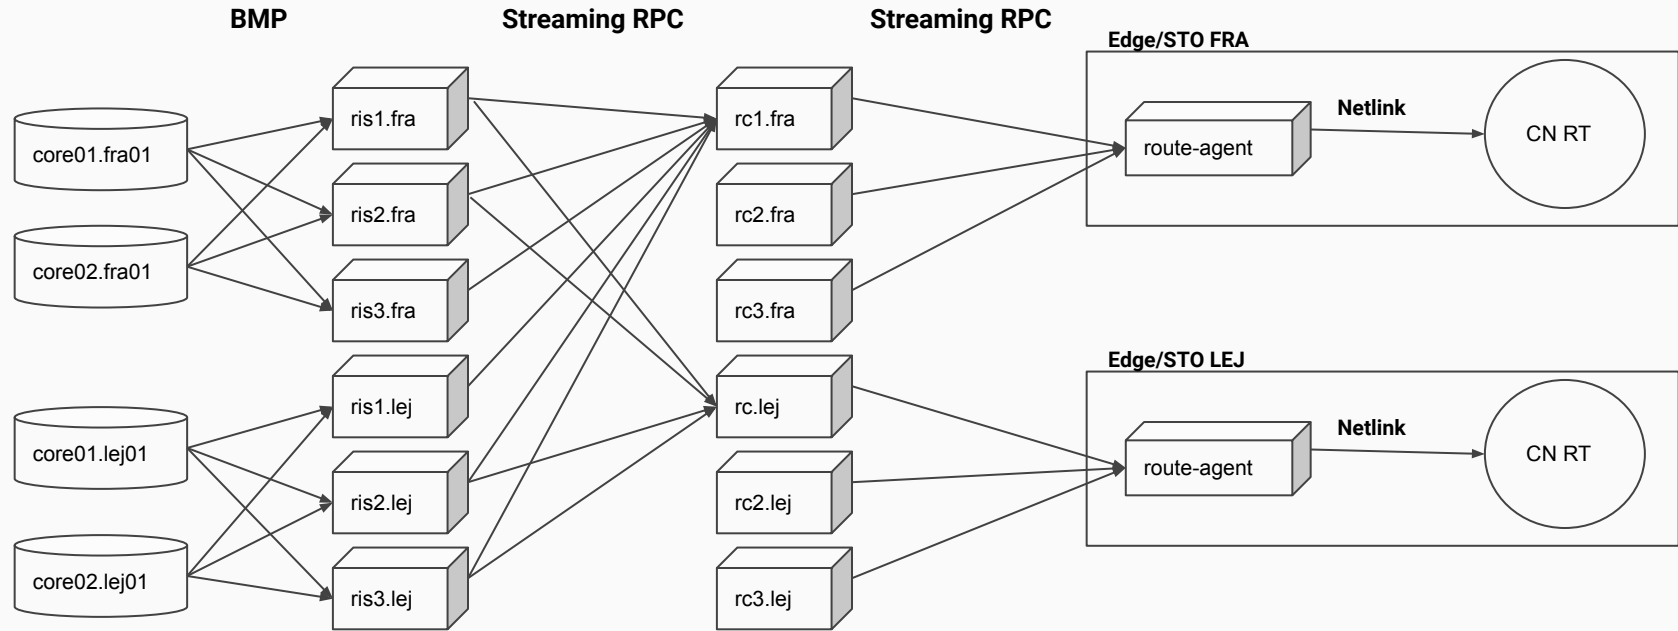 BMP
Streaming RPC
Streaming RPC
Edge/STO FRA
core01.fra01
core02.fra01
core01.lej01
core02.lej01
ris1.fra
ris2.fra
ris3.fra
ris1.lej
ris2.lej
ris3.lej
rc1.fra
rc2.fra
rc3.fra
rc.lej
rc2.lej
rc3.lej
route-agent
Netlink
CN RT
Edge/STO LEJ
route-agent
Netlink
CN RT